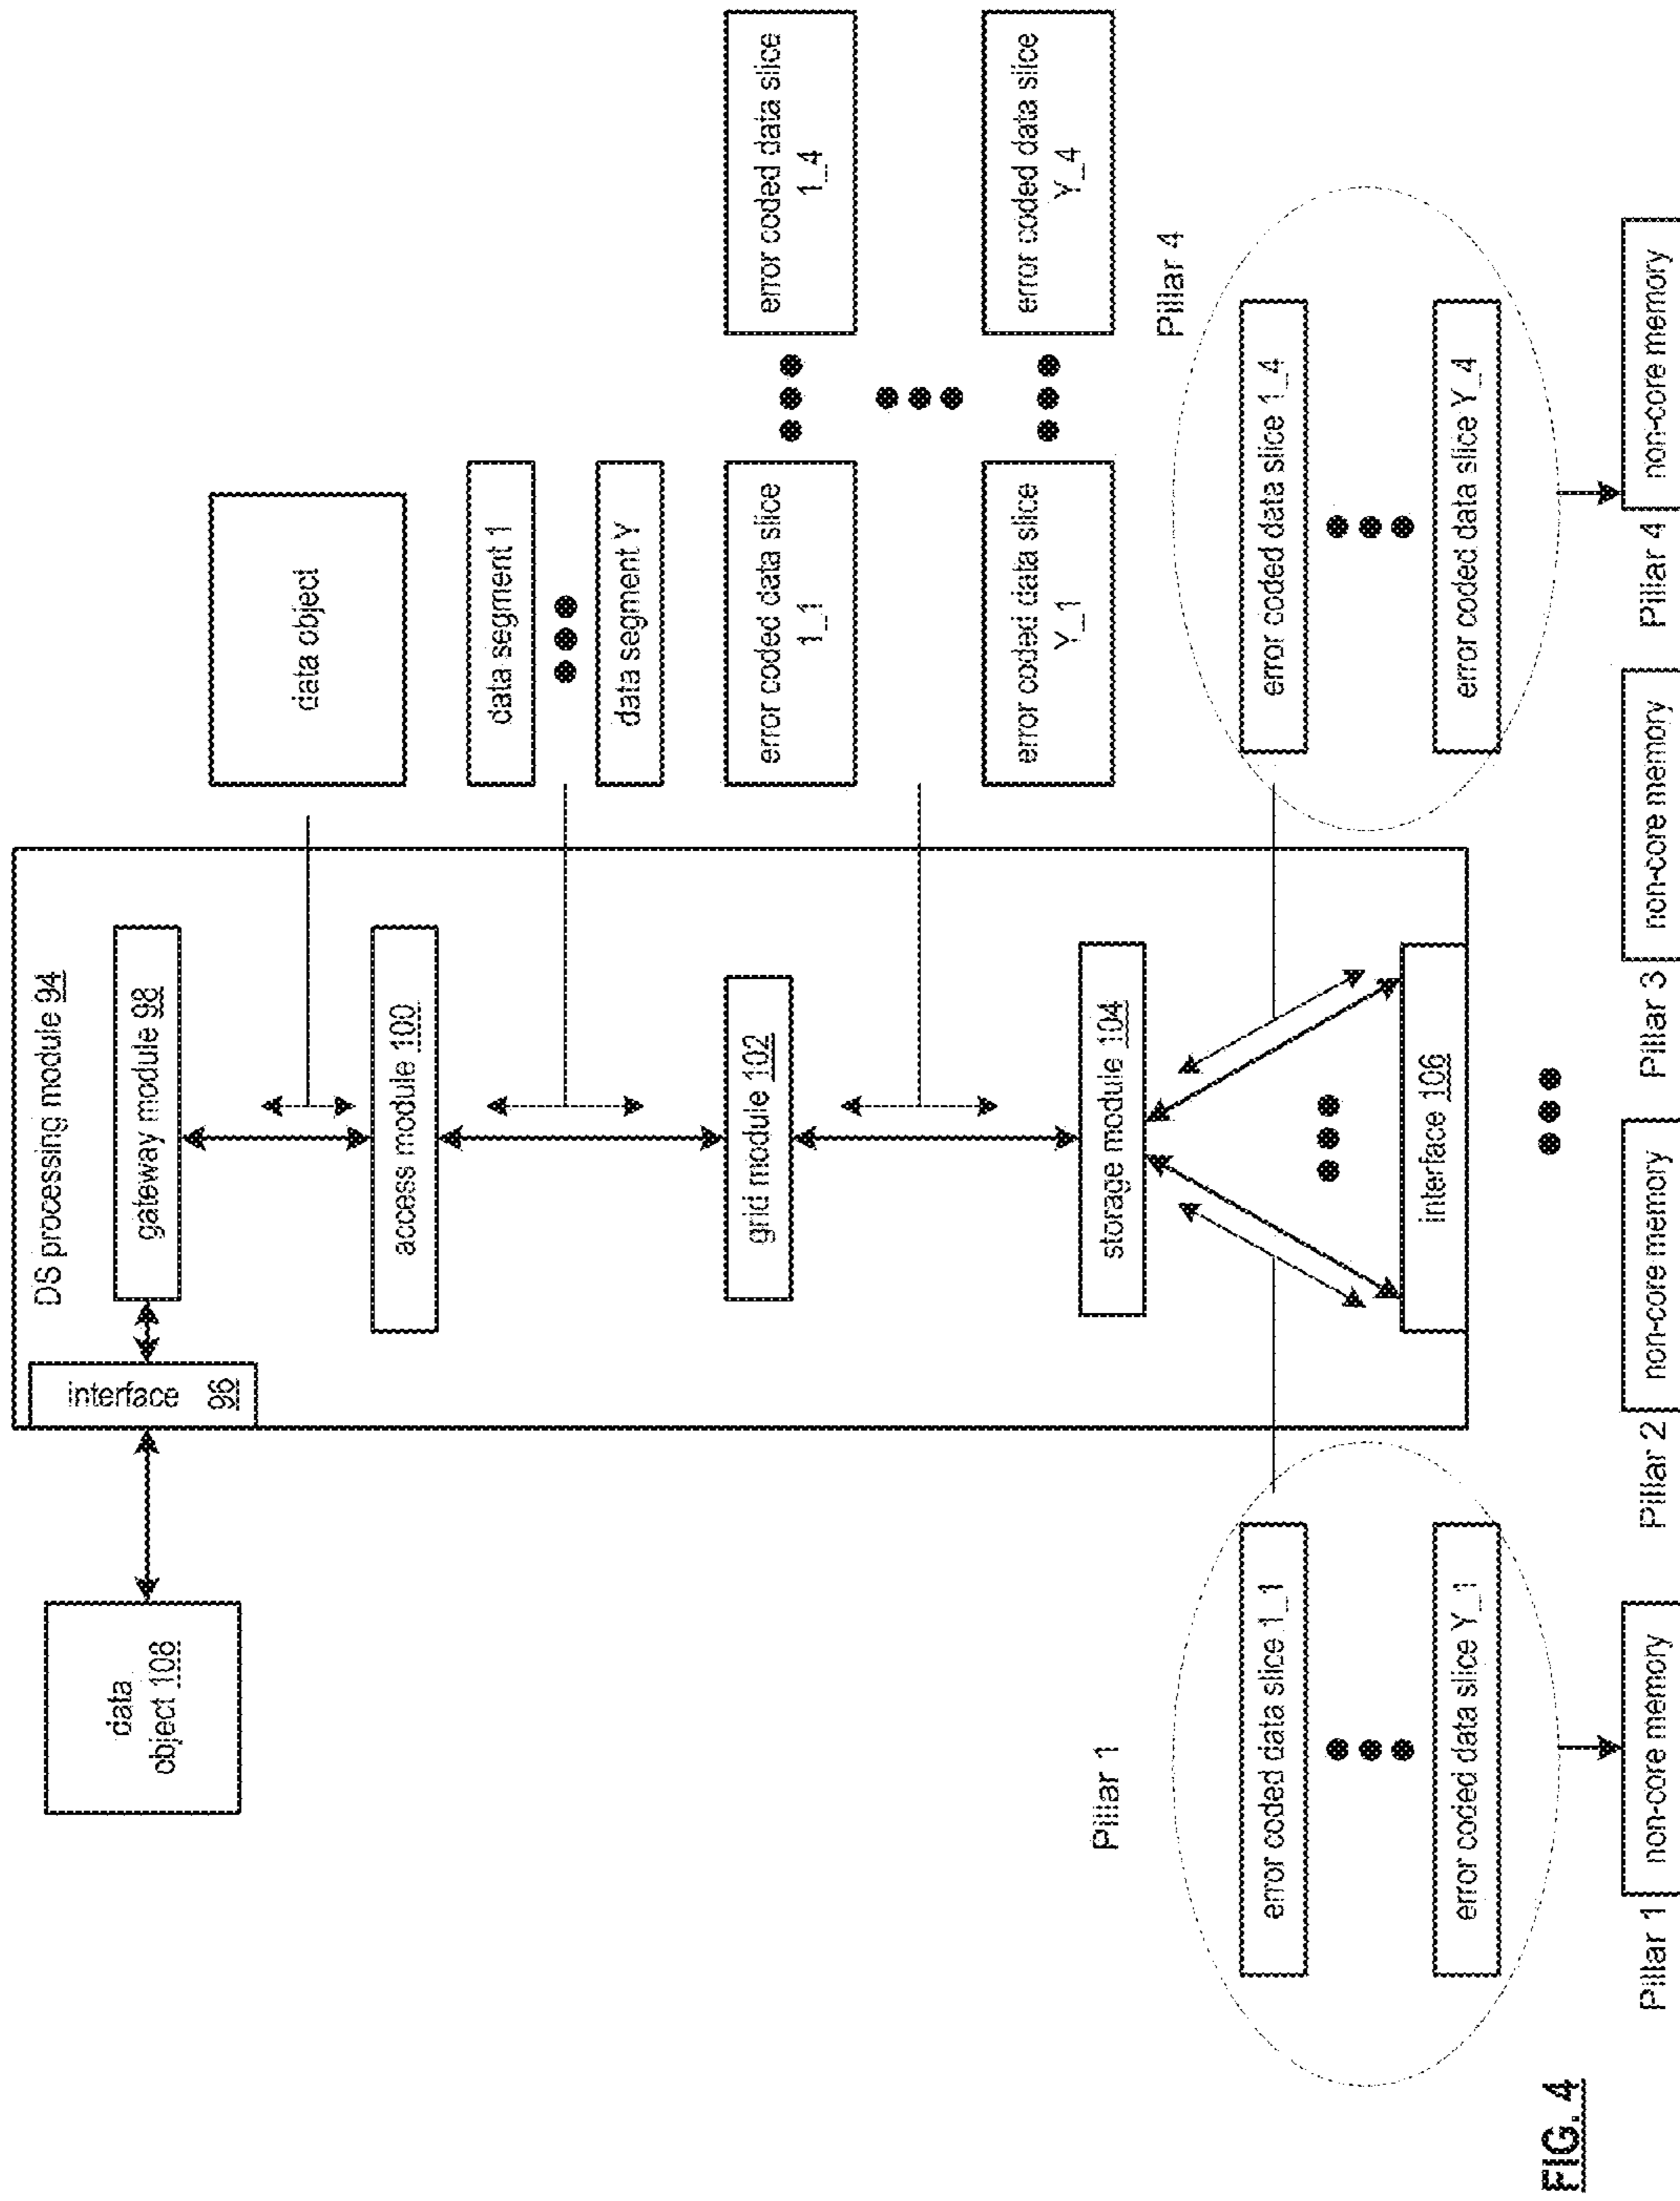 data
object 108
interface 96
DS processing module 94
gateway module 98
data object
access module 100
data segment 1
data segment Y
grid module 102
error coded data slice
1_1
error coded data slice
1_4
error coded data slice
Y_1
error coded data slice
Y_4
storage module 104
interface 106
Pillar 1
error coded data slice 1_1
error coded data slice Y_1
Pillar 4
error coded data slice 1_4
error coded data slice Y_4
Pillar 1
non-core memory
Pillar 2
non-core memory
Pillar 3
non-core memory
Pillar 4
non-core memory
FIG. 4